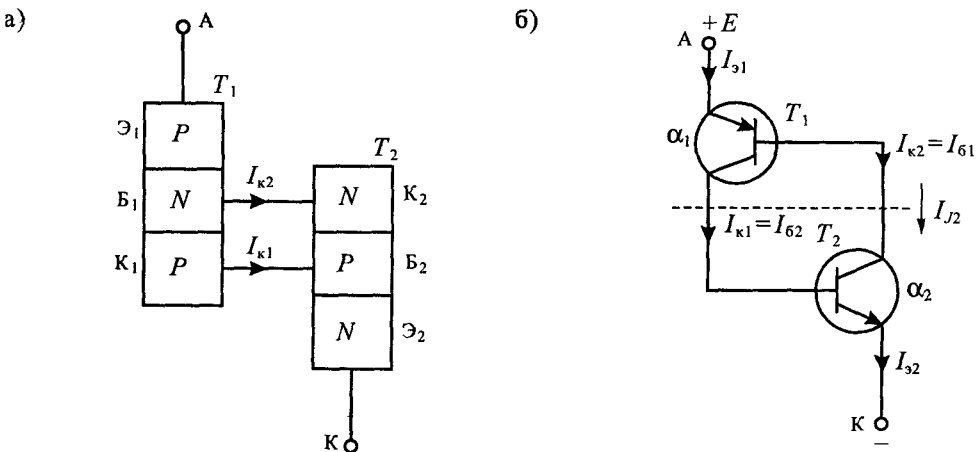 а)
А
T₁
Э₁
P
Б₁
N
К₁
P
Iк2
Iк1
T₂
N
К₂
P
Б₂
N
Э₂
К
б)
+E
А
Iэ1
T₁
α₁
Iк2=Iб1
IJ2
Iк1=Iб2
T₂
α₂
Iэ2
К
−